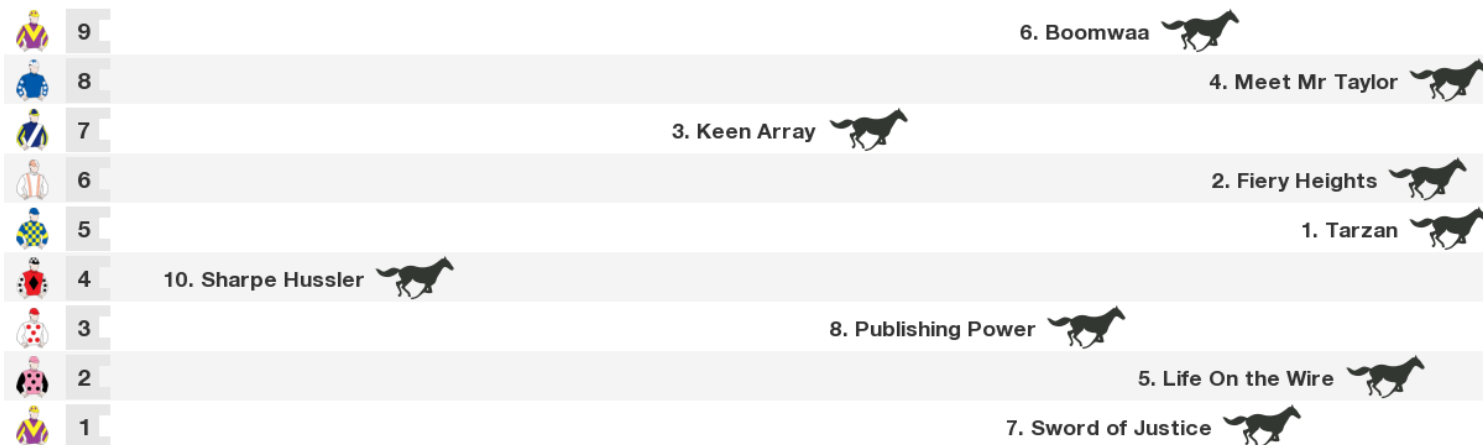 9 6. Boomwaa
8 4. Meet Mr Taylor
7 3. Keen Array
6 2. Fiery Heights
5 1. Tarzan
4 10. Sharpe Hussler
3 8. Publishing Power
2 5. Life On the Wire
1 7. Sword of Justice